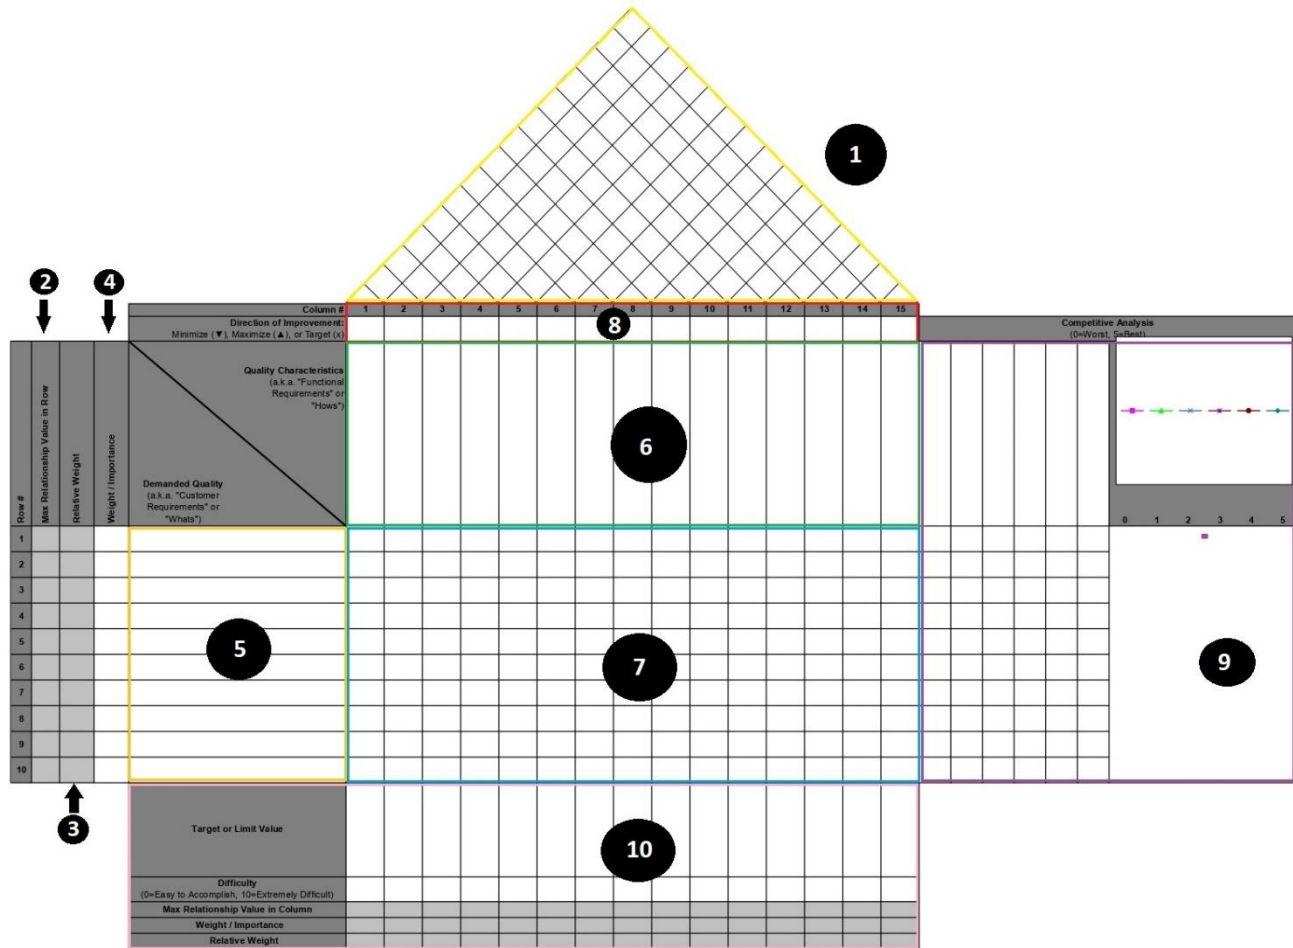 1
2
4
Column #
1 2 3 4 5 6 7 8 9 10 11 12 13 14 15
Direction of Improvement:
Minimize (▼), Maximize (▲), or Target (x)
8
Competitive Analysis
(0=Worst, 5=Best)
Row #
Max Relationship Value in Row
Relative Weight
Weight / Importance
Quality Characteristics
(a.k.a. "Functional
Requirements" or
"Hows")
Demanded Quality
(a.k.a. "Customer
Requirements" or
"Whats")
6
0 1 2 3 4 5
1
2
3
4
5
6
7
8
9
10
5
7
9
3
Target or Limit Value
10
Difficulty
(0=Easy to Accomplish, 10=Extremely Difficult)
Max Relationship Value in Column
Weight / Importance
Relative Weight